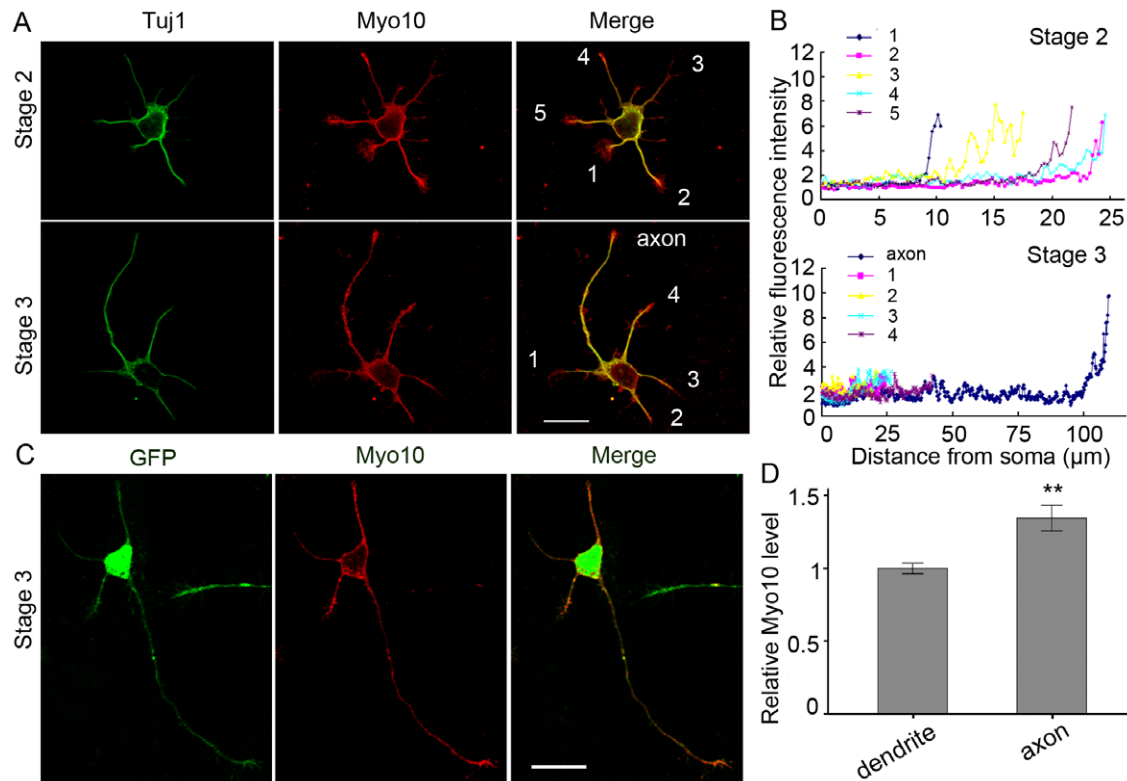 A
Tuj1
Myo10
Merge
Stage 2
4
3
5
1
2
Stage 3
axon
4
1
3
2
B
Relative fluorescence intensity
Stage 2
1
2
3
4
5
12
10
8
6
4
2
0
0 5 10 15 20 25
Stage 3
axon
1
2
3
4
12
10
8
6
4
2
0
0 25 50 75 100
Distance from soma (µm)
C
GFP
Myo10
Merge
Stage 3
D
Relative Myo10 level
**
1.5
1
0.5
0
dendrite
axon